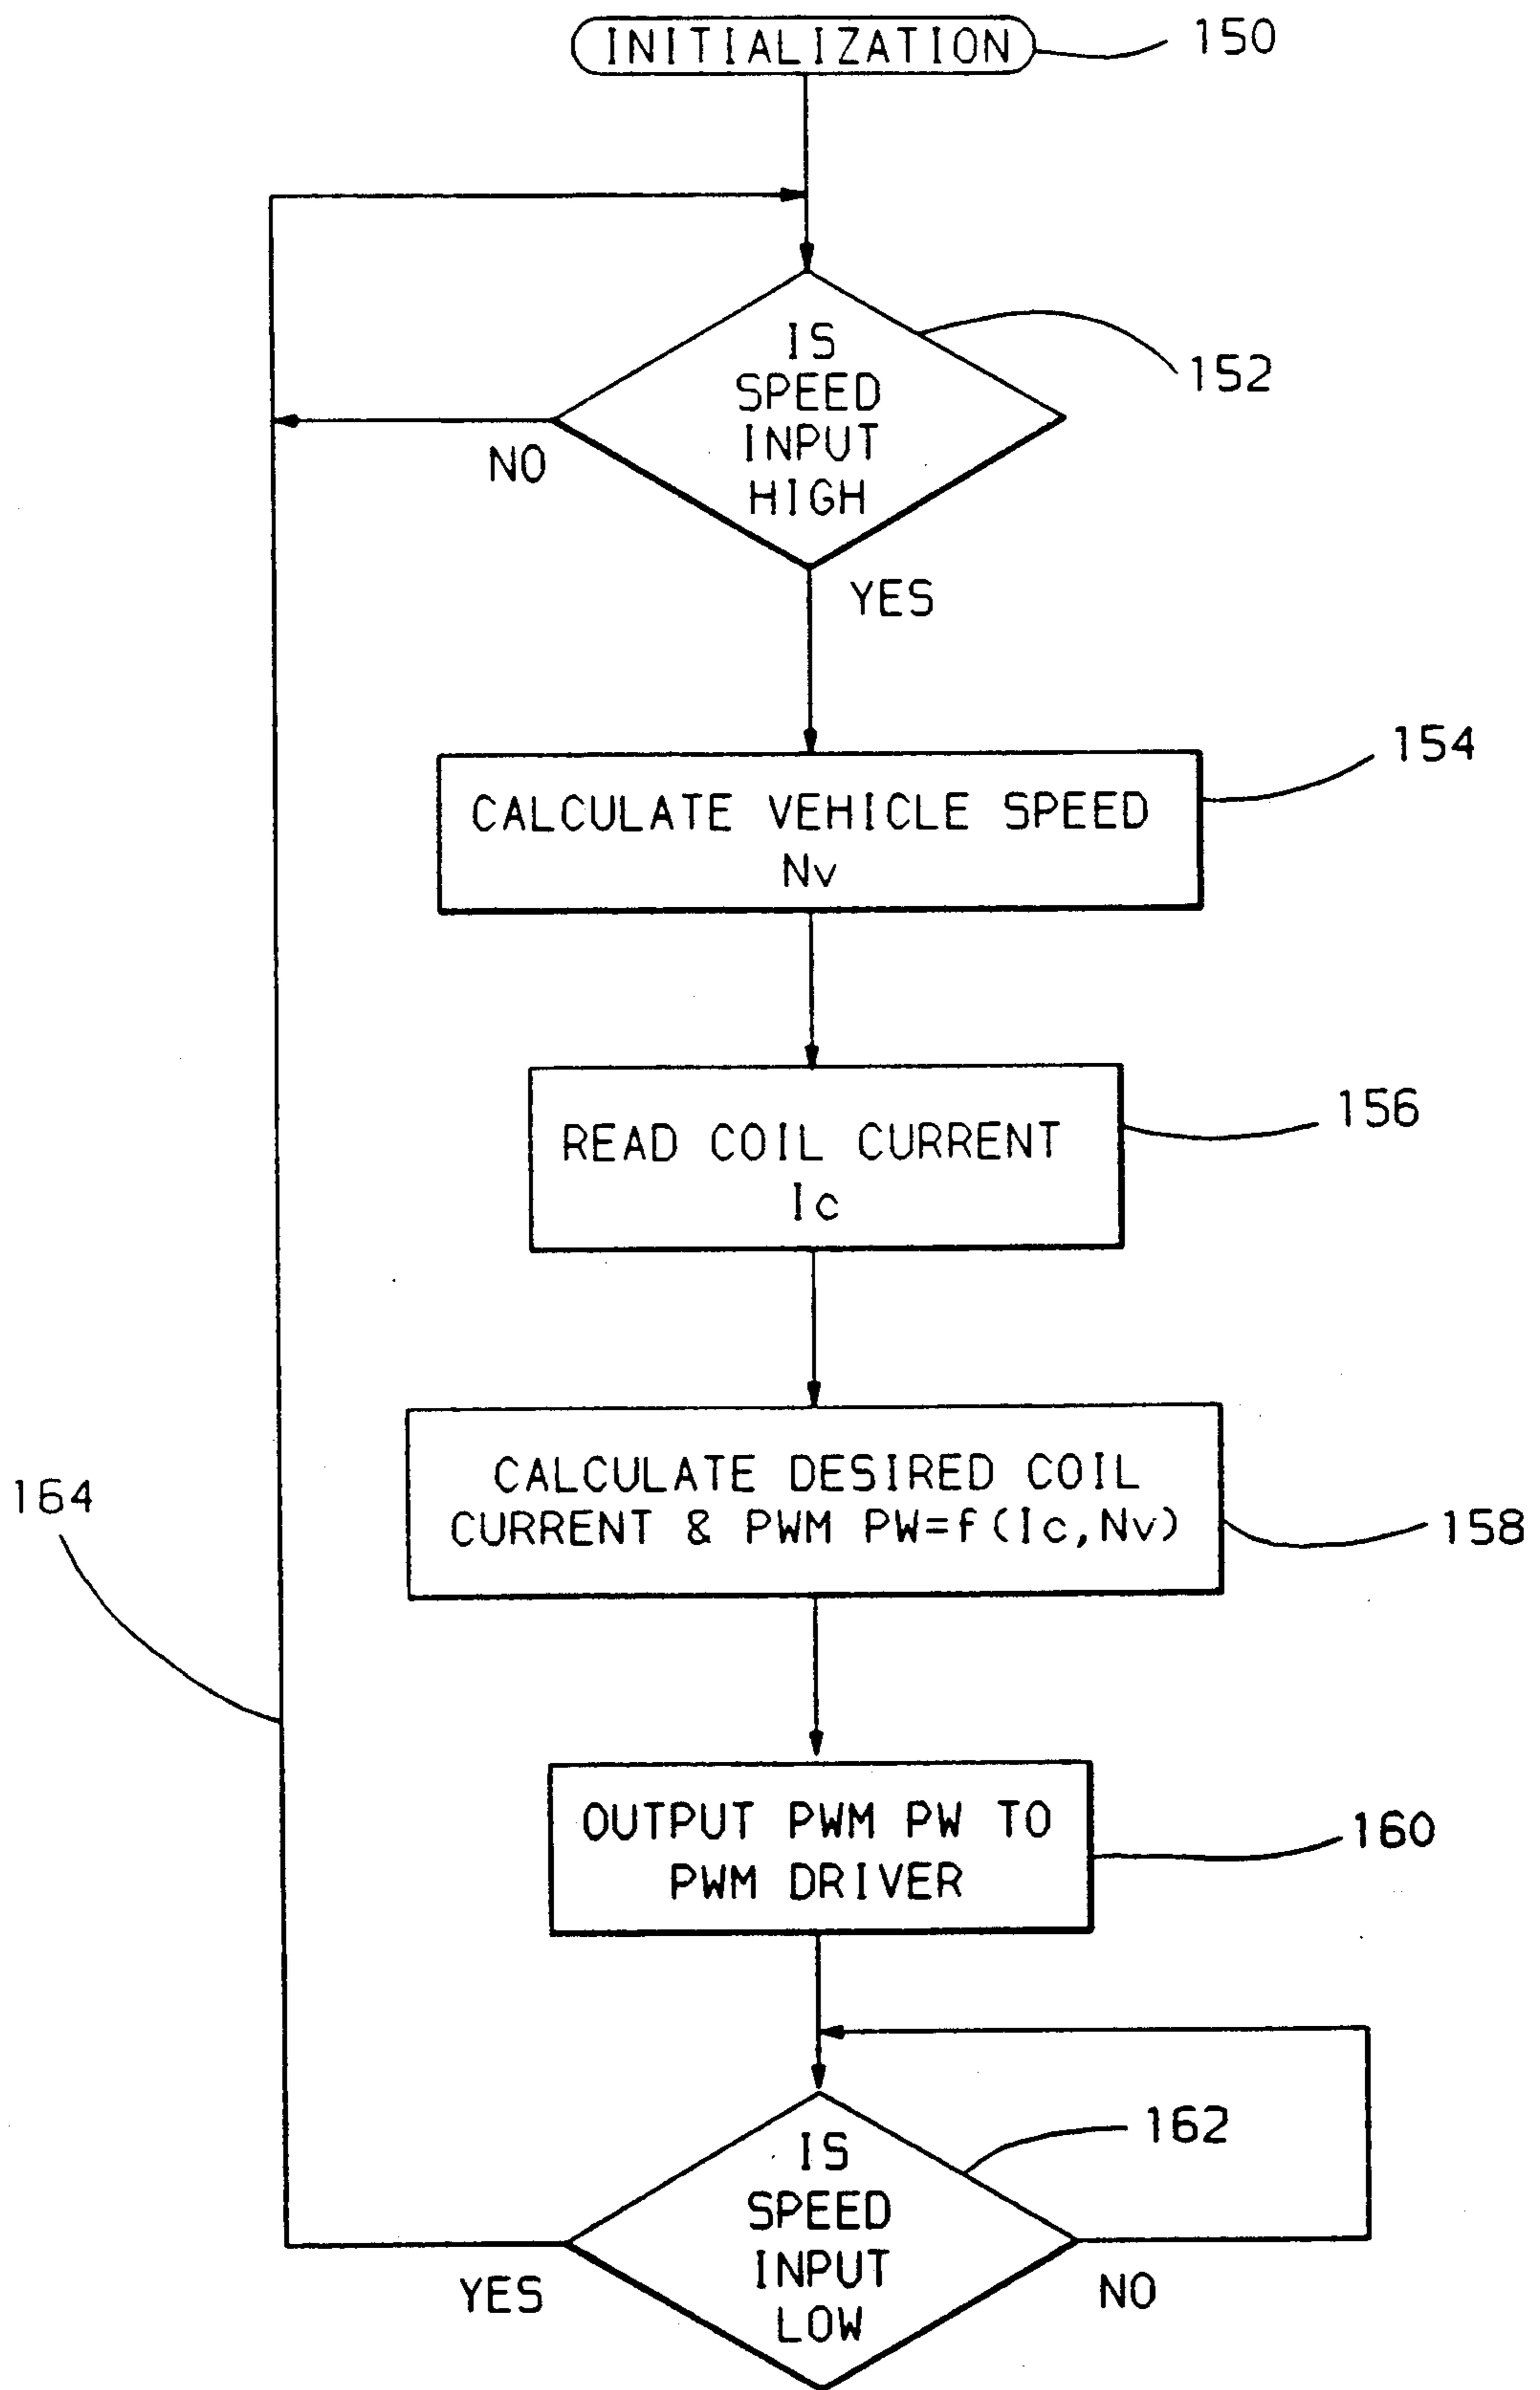 INITIALIZATION
150
IS
SPEED
INPUT
HIGH
152
NO
YES
154
CALCULATE VEHICLE SPEED
Nv
156
READ COIL CURRENT
Ic
CALCULATE DESIRED COIL
CURRENT & PWM PW=f(Ic,Nv)
158
164
OUTPUT PWM PW TO
PWM DRIVER
160
162
IS
SPEED
INPUT
LOW
YES
NO